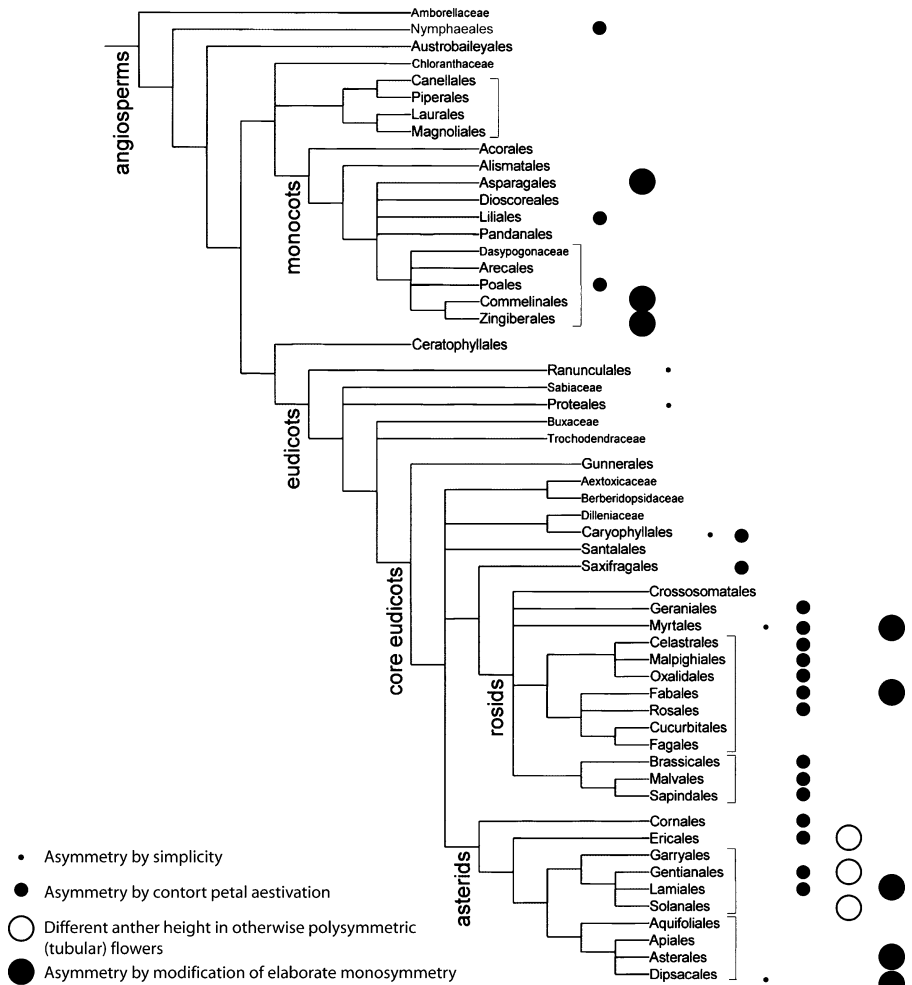 Amborellaceae
Nymphaeales
Austrobaileyales
angiosperms
Chloranthaceae
Canellales
Piperales
Laurales
Magnoliales
Acorales
Alismatales
Asparagales
monocots
Dioscoreales
Liliales
Pandanales
Dasypogonaceae
Arecales
Poales
Commelinales
Zingiberales
Ceratophyllales
Ranunculales
Sabiaceae
Proteales
eudicots
Buxaceae
Trochodendraceae
Gunnerales
Aextoxicaceae
Berberidopsidaceae
Dilleniaceae
Caryophyllales
Santalales
Saxifragales
core eudicots
Crossosomatales
Geraniales
Myrtales
Celastrales
Malpighiales
Oxalidales
rosids
Fabales
Rosales
Cucurbitales
Fagales
Brassicales
Malvales
Sapindales
Cornales
Ericales
asterids
Garryales
Gentianales
Lamiales
Solanales
Aquifoliales
Apiales
Asterales
Dipsacales
Asymmetry by simplicity
Asymmetry by contort petal aestivation
Different anther height in otherwise polysymmetric
(tubular) flowers
Asymmetry by modification of elaborate monosymmetry